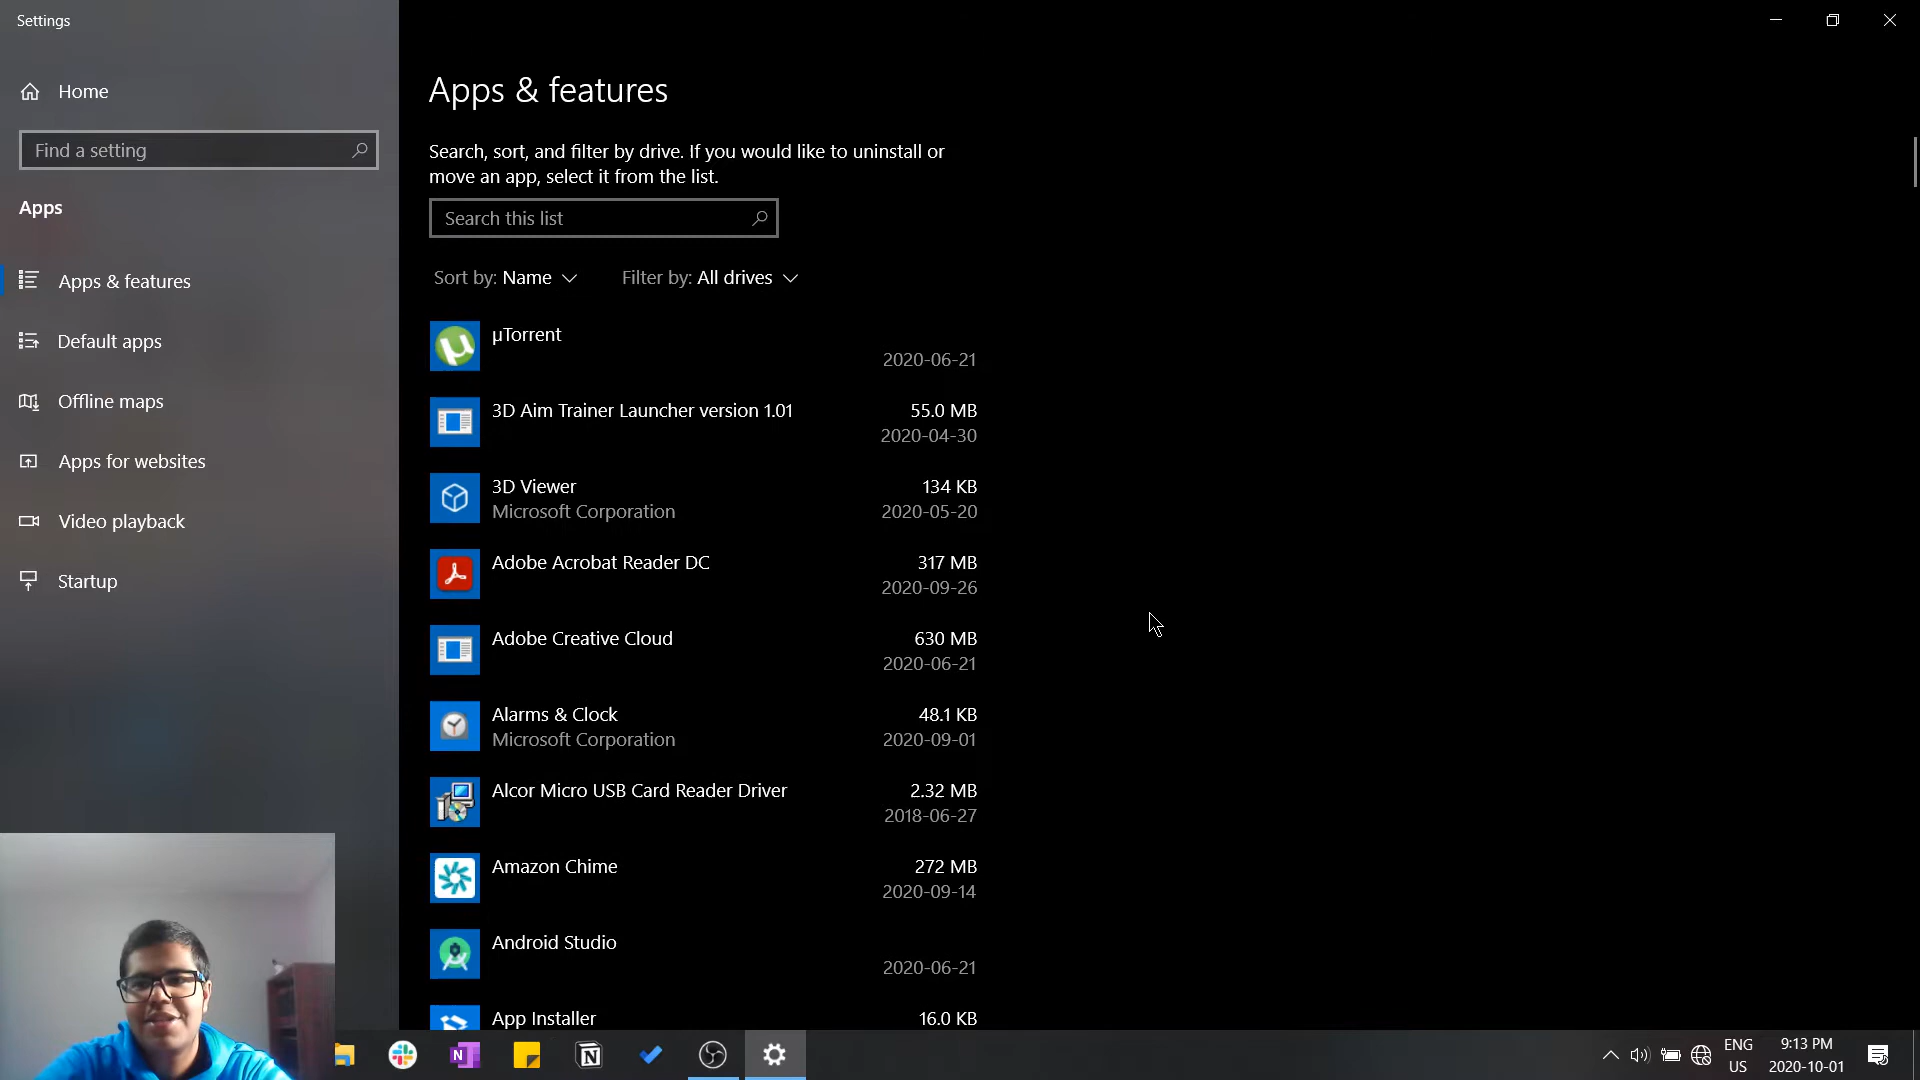 Settings
Home
Find a setting
Apps
Apps & features
Default apps
Offline maps
Apps for websites
Video playback
Startup
Apps & features
Search, sort, and filter by drive. If you would like to uninstall or
move an app, select it from the list.
Search this list
Sort by: Name
Filter by: All drives
µTorrent
2020-06-21
3D Aim Trainer Launcher version 1.01
55.0 MB
2020-04-30
3D Viewer
134 KB
Microsoft Corporation
2020-05-20
Adobe Acrobat Reader DC
317 MB
2020-09-26
Adobe Creative Cloud
630 MB
2020-06-21
Alarms & Clock
48.1 KB
Microsoft Corporation
2020-09-01
Alcor Micro USB Card Reader Driver
2.32 MB
2018-06-27
Amazon Chime
272 MB
2020-09-14
Android Studio
2020-06-21
App Installer
16.0 KB
ENG
US
9:13 PM
2020-10-01